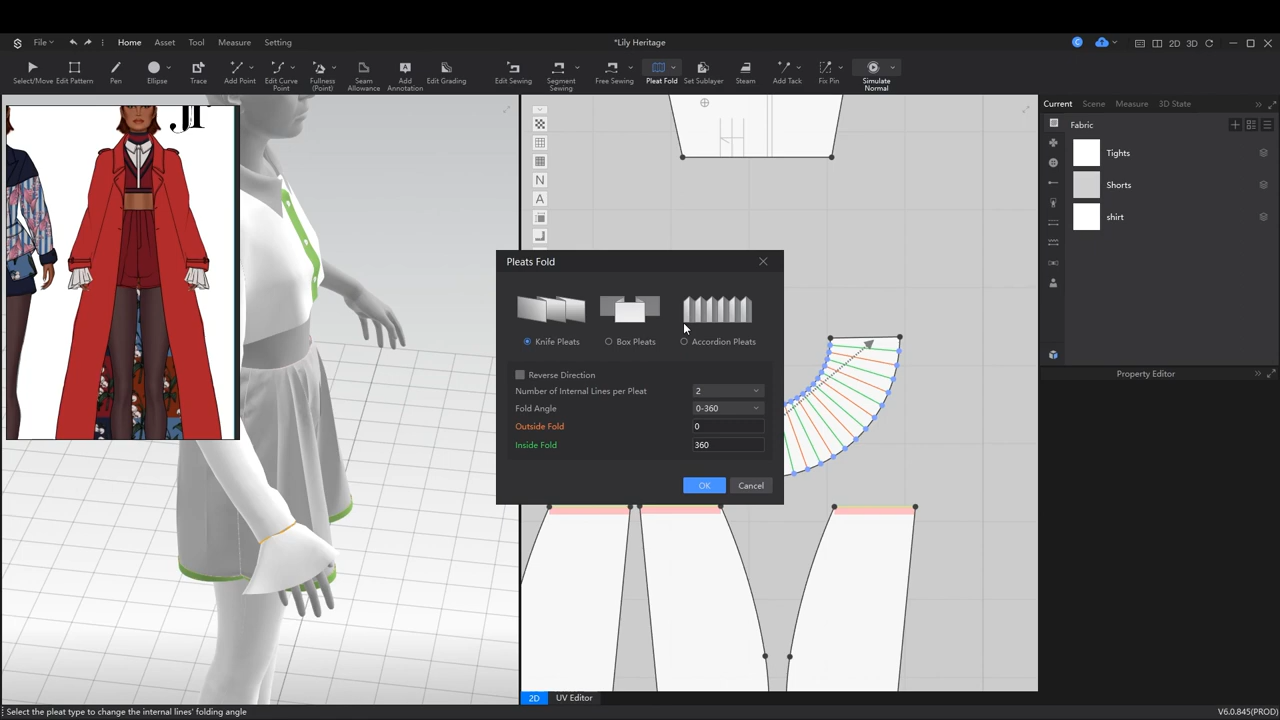 File
Home
Asset
Tool
Measure
Setting
*Lily Heritage
C
2D
3D
Select/Move
Edit Pattern
Pen
Ellipse
Trace
Add Point
Edit Curve
Point
Fullness
(Point)
Seam
Allowance
Add
Annotation
Edit Grading
Edit Sewing
Segment
Sewing
Free Sewing
Pleat Fold
Set Sublayer
Steam
Add Tack
Fix Pin
Simulate
Normal
N
A
Current
Scene
Measure
3D State
Fabric
Tights
Shorts
shirt
Property Editor
Pleats Fold
Knife Pleats
Box Pleats
Accordion Pleats
Reverse Direction
Number of Internal Lines per Pleat
2
Fold Angle
0-360
Outside Fold
0
Inside Fold
360
OK
Cancel
2D
UV Editor
Select the pleat type to change the internal lines' folding angle
V6.0.845(PROD)